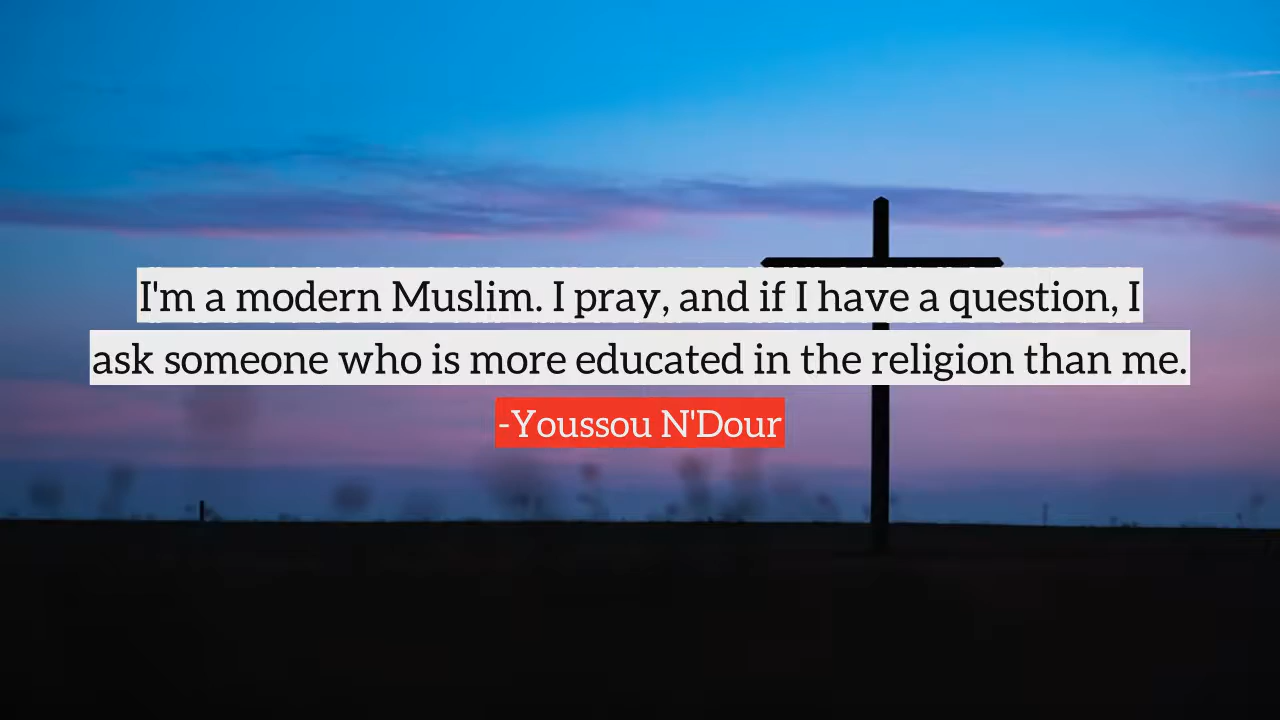 I'm a modern Muslim. I pray, and if I have a question, I
ask someone who is more educated in the religion than me.
-Youssou N'Dour